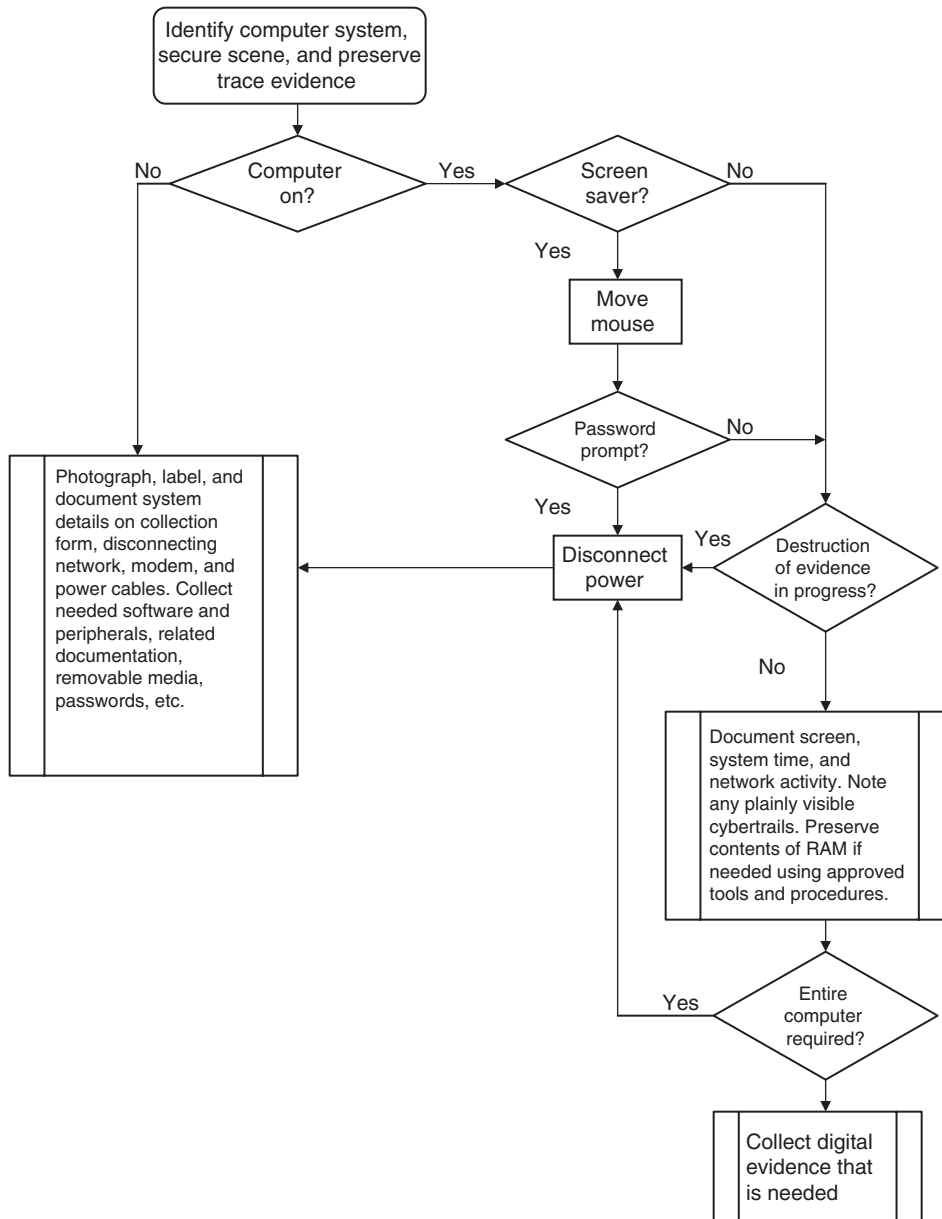 Identify computer system,
secure scene, and preserve
trace evidence
No
Computer
on?
Yes
Screen
saver?
No
Yes
Move
mouse
Password
prompt?
No
Yes
Photograph, label, and
document system
details on collection
form, disconnecting
network, modem, and
power cables. Collect
needed software and
peripherals, related
documentation,
removable media,
passwords, etc.
Disconnect
power
Yes
Destruction
of evidence
in progress?
No
Document screen,
system time, and
network activity. Note
any plainly visible
cybertrails. Preserve
contents of RAM if
needed using approved
tools and procedures.
Yes
Entire
computer
required?
Collect digital
evidence that
is needed